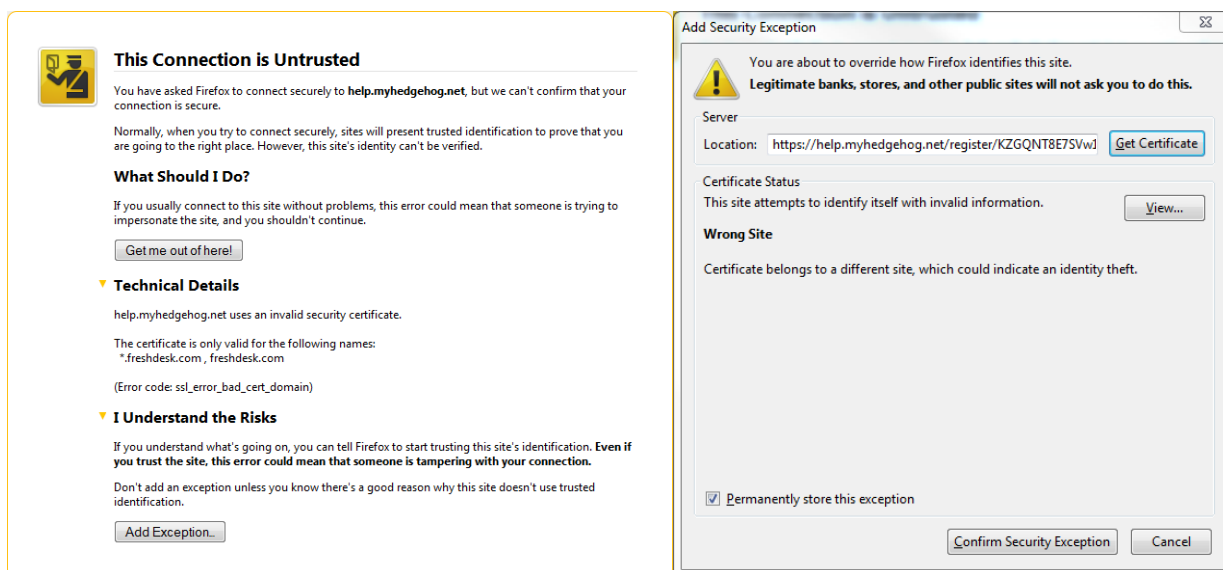 This Connection is Untrusted
You have asked Firefox to connect securely to help.myhedgehog.net, but we can't confirm that your
connection is secure.
Normally, when you try to connect securely, sites will present trusted identification to prove that you
are going to the right place. However, this site's identity can't be verified.
What Should I Do?
If you usually connect to this site without problems, this error could mean that someone is trying to
impersonate the site, and you shouldn't continue.
Get me out of here!
Technical Details
help.myhedgehog.net uses an invalid security certificate.
The certificate is only valid for the following names:
*.freshdesk.com , freshdesk.com
(Error code: ssl_error_bad_cert_domain)
I Understand the Risks
If you understand what's going on, you can tell Firefox to start trusting this site's identification. Even if
you trust the site, this error could mean that someone is tampering with your connection.
Don't add an exception unless you know there's a good reason why this site doesn't use trusted
identification.
Add Exception...
Add Security Exception
You are about to override how Firefox identifies this site.
Legitimate banks, stores, and other public sites will not ask you to do this.
Server
Location: https://help.myhedgehog.net/register/KZGQNT8E7SVw1 Get Certificate
Certificate Status
This site attempts to identify itself with invalid information.
View...
Wrong Site
Certificate belongs to a different site, which could indicate an identity theft.
Permanently store this exception
Confirm Security Exception Cancel